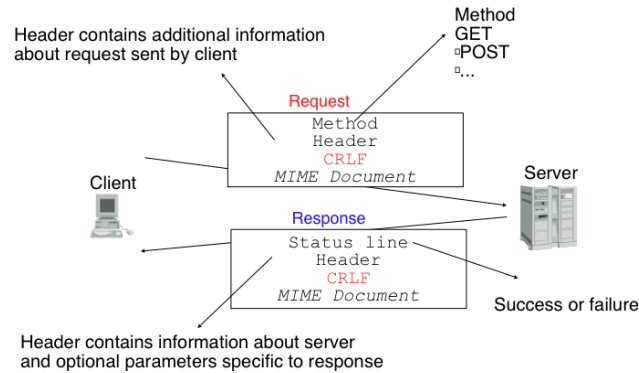 Header contains additional information
about request sent by client
Method
GET
▯POST
▯...
Request
Method
Header
CRLF
MIME Document
Client
Server
Response
Status line
Header
CRLF
MIME Document
Success or failure
Header contains information about server
and optional parameters specific to response